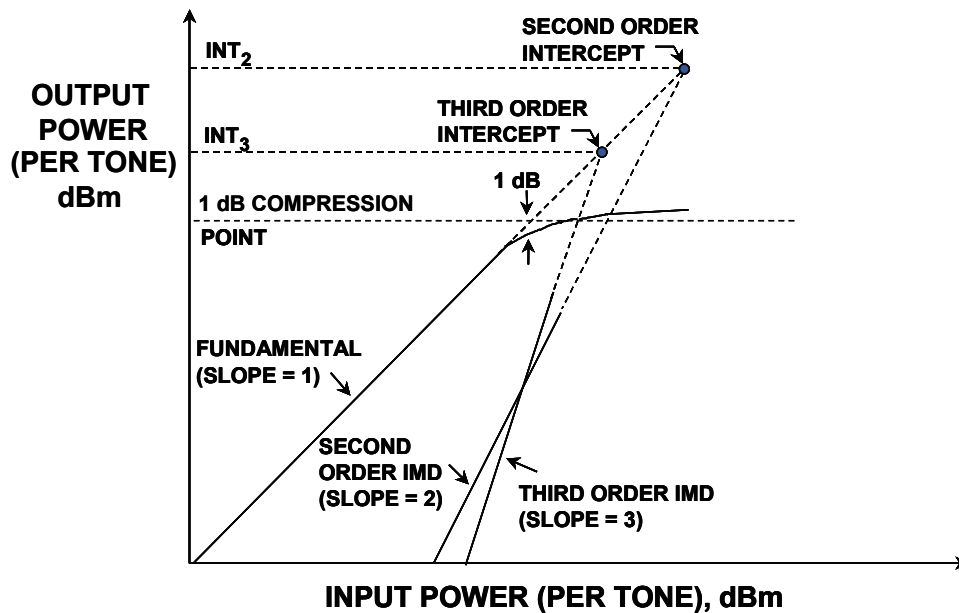 SECOND ORDER
INTERCEPT
INT2
OUTPUT
POWER
(PER TONE)
dBm
THIRD ORDER
INTERCEPT
INT3
1 dB
1 dB COMPRESSION
POINT
FUNDAMENTAL
(SLOPE = 1)
SECOND
ORDER IMD
(SLOPE = 2)
THIRD ORDER IMD
(SLOPE = 3)
INPUT POWER (PER TONE), dBm